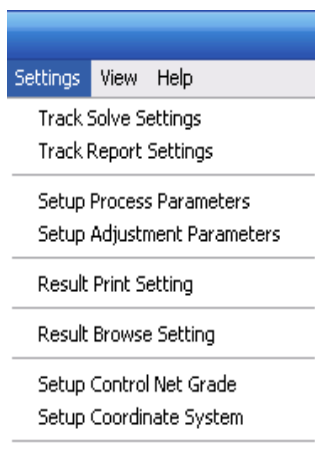 Settings View Help
Track Solve Settings
Track Report Settings
Setup Process Parameters
Setup Adjustment Parameters
Result Print Setting
Result Browse Setting
Setup Control Net Grade
Setup Coordinate System